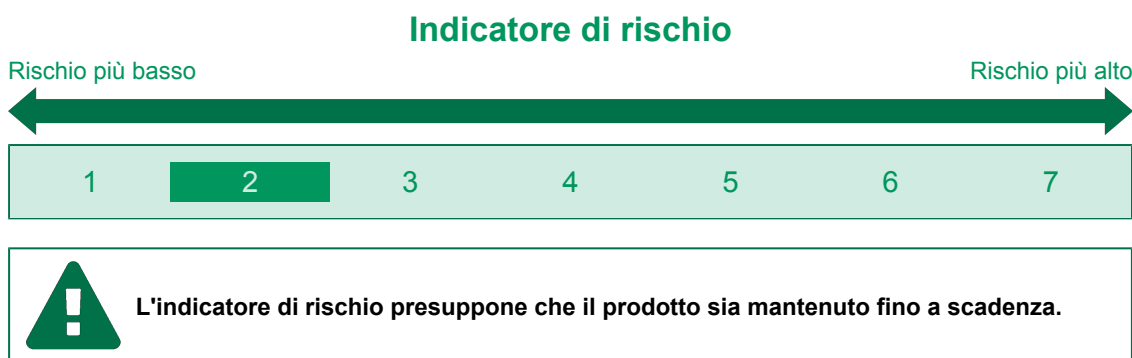 Indicatore di rischio
Rischio più basso Rischio più alto
1 2 3 4 5 6 7
L'indicatore di rischio presuppone che il prodotto sia mantenuto fino a scadenza.